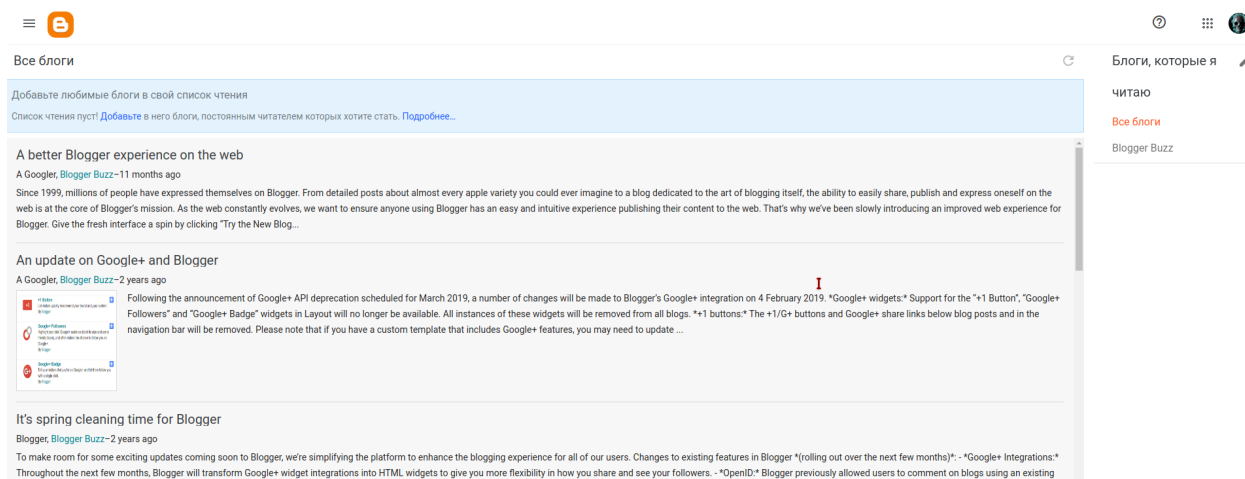 Все блоги
Добавьте любимые блоги в свой список чтения
Список чтения пуст! Добавьте в него блоги, постоянным читателем которых хотите стать. Подробнее...
A better Blogger experience on the web
A Googler, Blogger Buzz–11 months ago
Since 1999, millions of people have expressed themselves on Blogger. From detailed posts about almost every apple variety you could ever imagine to a blog dedicated to the art of blogging itself, the ability to easily share, publish and express oneself on the
web is at the core of Blogger's mission. As the web constantly evolves, we want to ensure anyone using Blogger has an easy and intuitive experience publishing their content to the web. That's why we've been slowly introducing an improved web experience for
Blogger. Give the fresh interface a spin by clicking “Try the New Blog...
An update on Google+ and Blogger
A Googler, Blogger Buzz–2 years ago
+1 Button
By Blogger
Google+ Followers
By Blogger
Google+ Badge
By Blogger
Following the announcement of Google+ API deprecation scheduled for March 2019, a number of changes will be made to Blogger's Google+ integration on 4 February 2019. *Google+ widgets:* Support for the “+1 Button”, “Google+
Followers” and “Google+ Badge” widgets in Layout will no longer be available. All instances of these widgets will be removed from all blogs. *+1 buttons:* The +1/G+ buttons and Google+ share links below blog posts and in the
navigation bar will be removed. Please note that if you have a custom template that includes Google+ features, you may need to update ...
It's spring cleaning time for Blogger
Blogger, Blogger Buzz–2 years ago
To make room for some exciting updates coming soon to Blogger, we're simplifying the platform to enhance the blogging experience for all of our users. Changes to existing features in Blogger *(rolling out over the next few months)*: - *Google+ Integrations:*
Throughout the next few months, Blogger will transform Google+ widget integrations into HTML widgets to give you more flexibility in how you share and see your followers. - *OpenID:* Blogger previously allowed users to comment on blogs using an existing
Блоги, которые я
читаю
Все блоги
Blogger Buzz